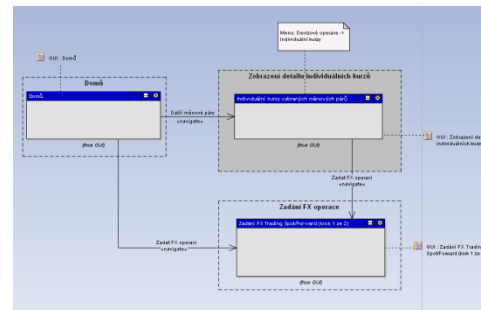 Menu: Devizové operace ->
Individuální kurzy
GUI : Domů
Domů
Domů
(from GUI)
Další měnové páry
«navigate»
Zobrazení detailu individuálních kurzů
Individuální kurzy vybraných měnových párů
(from GUI)
GUI : Zobrazení de
individuálních kurz
Zadat FX operaci
«navigate»
Zadání FX operace
Zadání FX Trading Spot/Forward (krok 1 ze 2)
(from GUI)
Zadat FX operaci
«navigate»
GUI : Zadání FX Trading
Spot/Forward (krok 1 ze